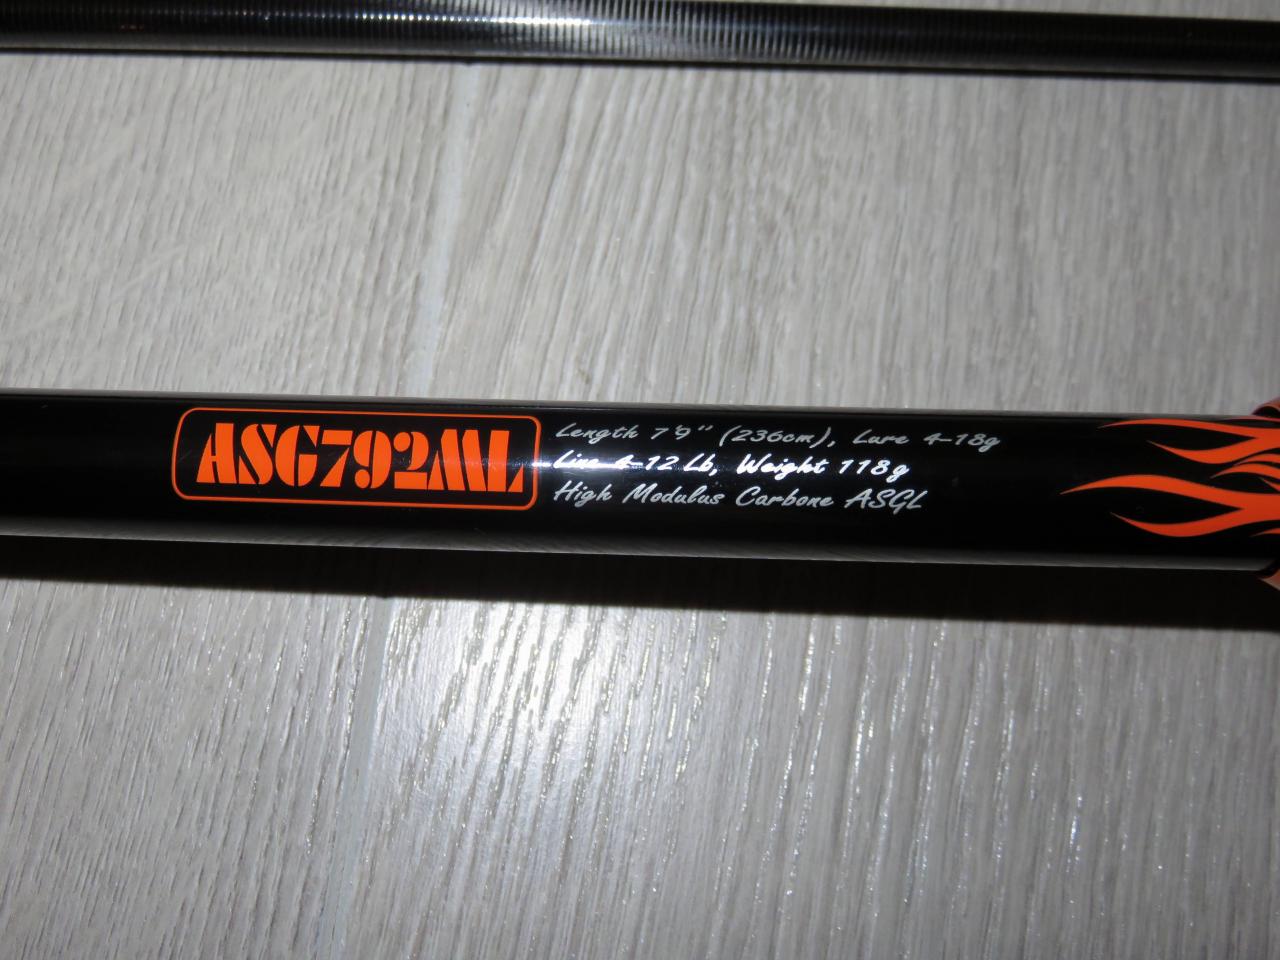 ASG792ML
Length 7'9'' (236cm), Lure 4-18g
Line 4-12 Lb, Weight 118g
High Modulus Carbone ASGL